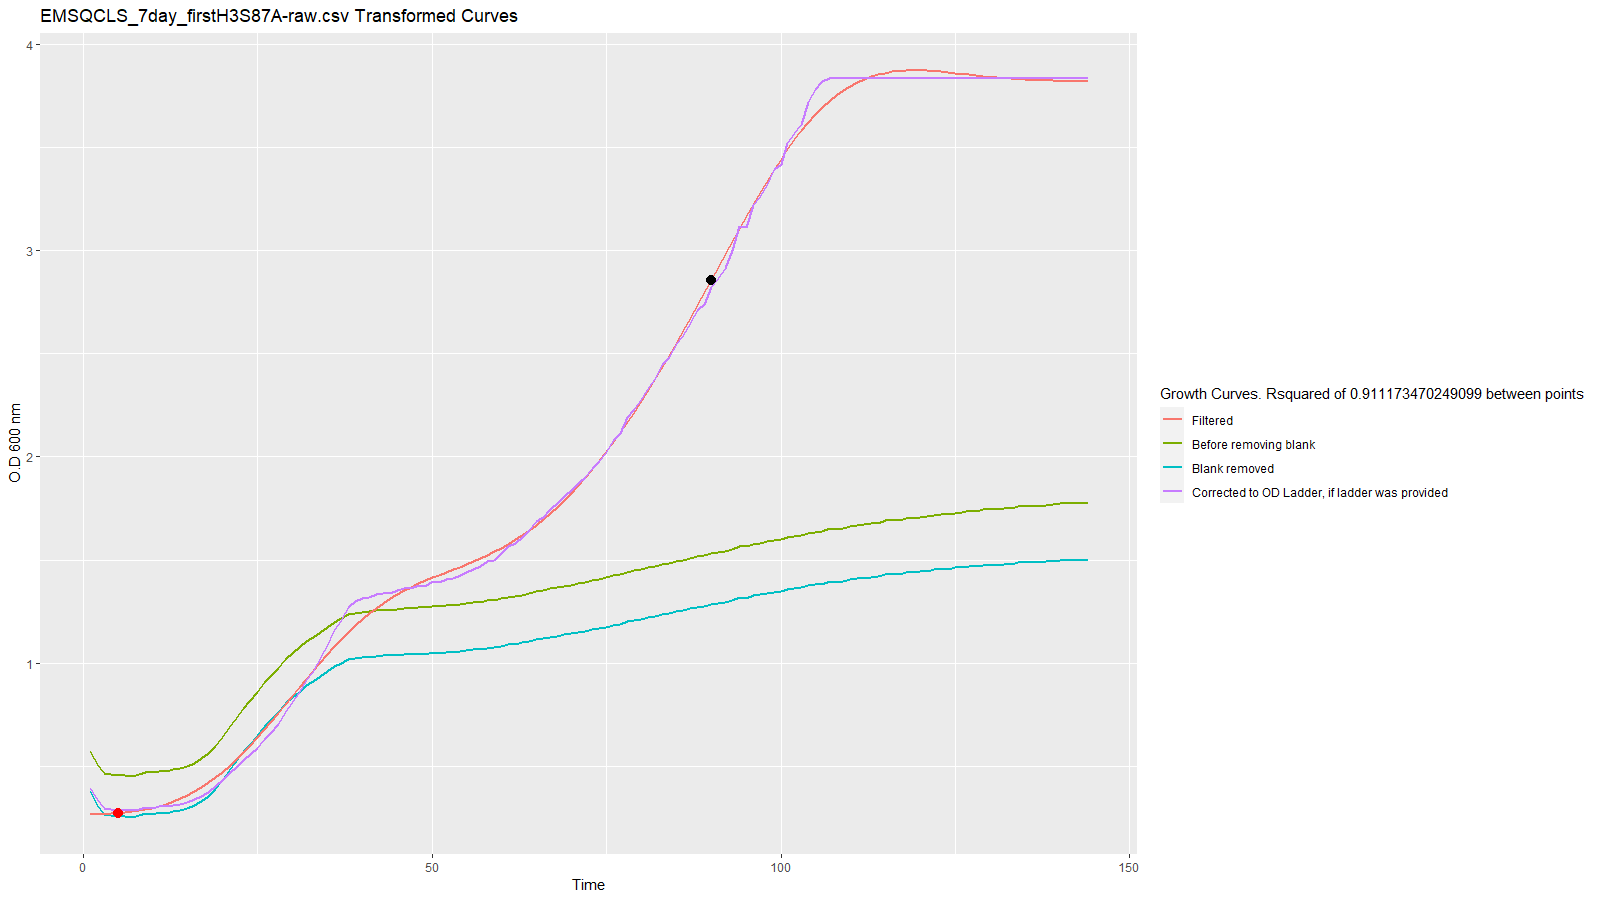 EMSQCLS_7day_firstH3S87A-raw.csv Transformed Curves
4
3
2
1
O.D 600 nm
0
50
100
150
Time
Growth Curves. Rsquared of 0.911173470249099 between points
Filtered
Before removing blank
Blank removed
Corrected to OD Ladder, if ladder was provided